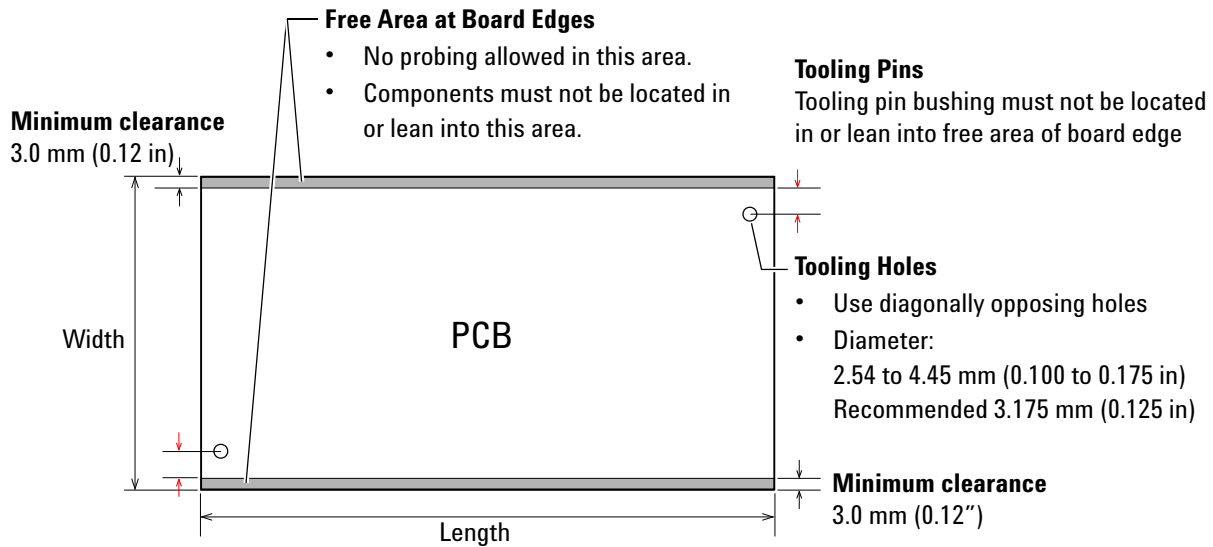 Free Area at Board Edges
• No probing allowed in this area.
• Components must not be located in
or lean into this area.
Tooling Pins
Tooling pin bushing must not be located
in or lean into free area of board edge
Minimum clearance
3.0 mm (0.12 in)
Tooling Holes
• Use diagonally opposing holes
• Diameter:
2.54 to 4.45 mm (0.100 to 0.175 in)
Recommended 3.175 mm (0.125 in)
Width
PCB
Minimum clearance
3.0 mm (0.12”)
Length